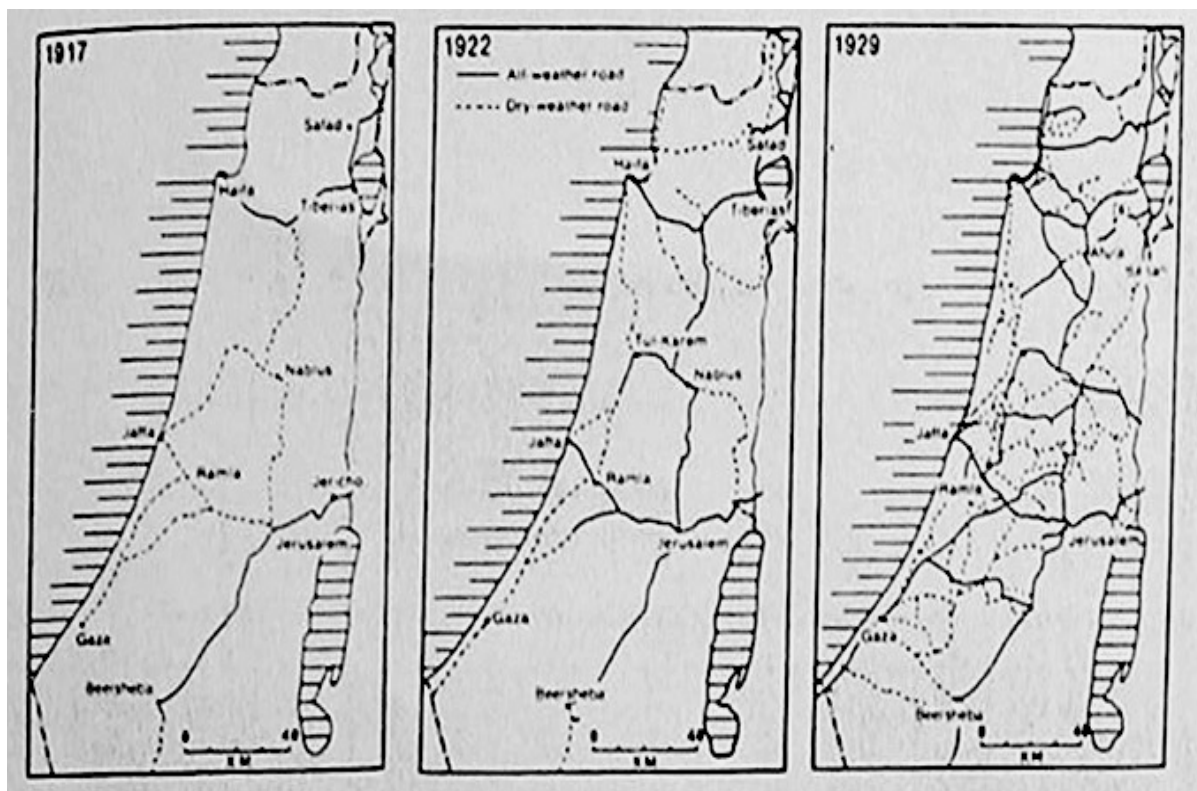 1917
Safad
Haifa
Tiberias
Nablus
Jaffa
Ramla
Jericho
Jerusalem
Gaza
Beersheba
0 40
KM
1922
All-weather road
Dry-weather road
Safad
Haifa
Tiberias
Tul-Karem
Nablus
Jaffa
Ramla
Jerusalem
Gaza
Beersheba
0 40
KM
1929
Afula
Jaffa
Ramla
Jerusalem
Gaza
Beersheba
0 40
KM